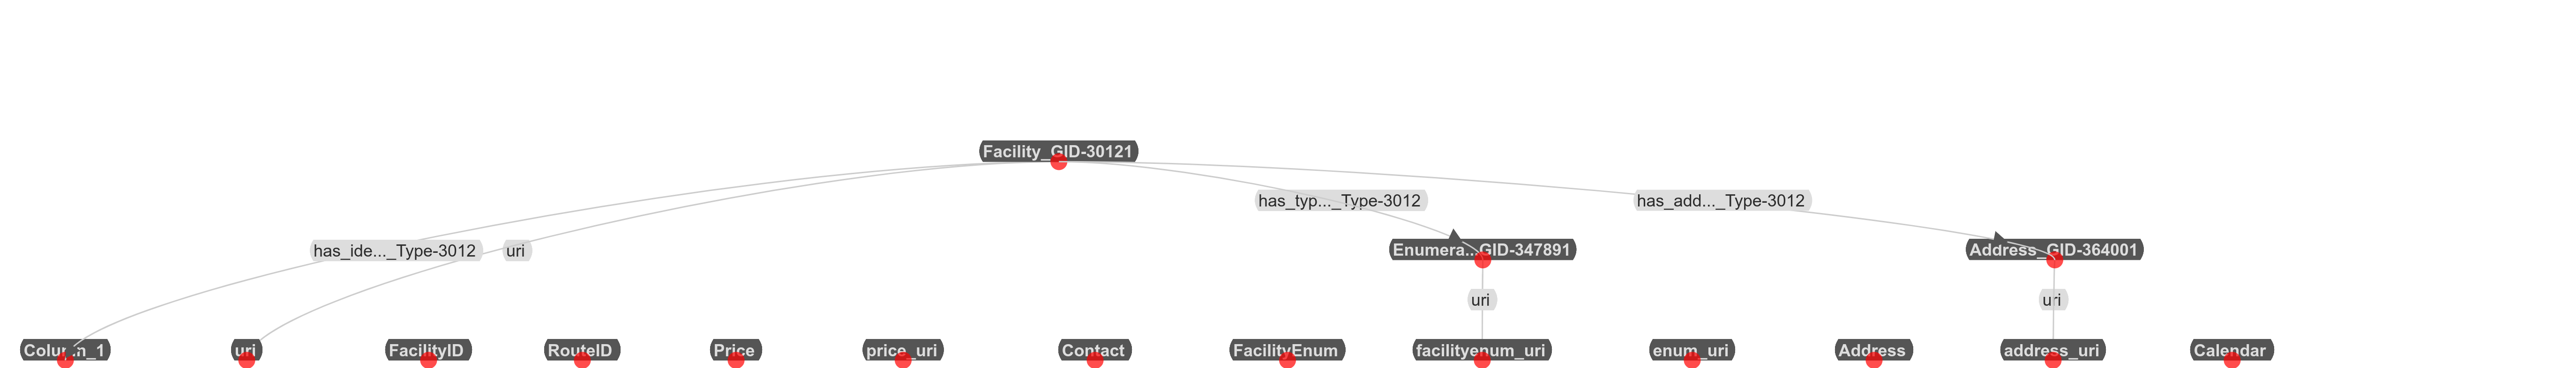 Facility_GID-30121
has_typ..._Type-3012
has_add..._Type-3012
has_ide..._Type-3012
uri
Enumera...GID-347891
Address_GID-364001
uri
uri
Column_1
uri
FacilityID
RouteID
Price
price_uri
Contact
FacilityEnum
facilityenum_uri
enum_uri
Address
address_uri
Calendar